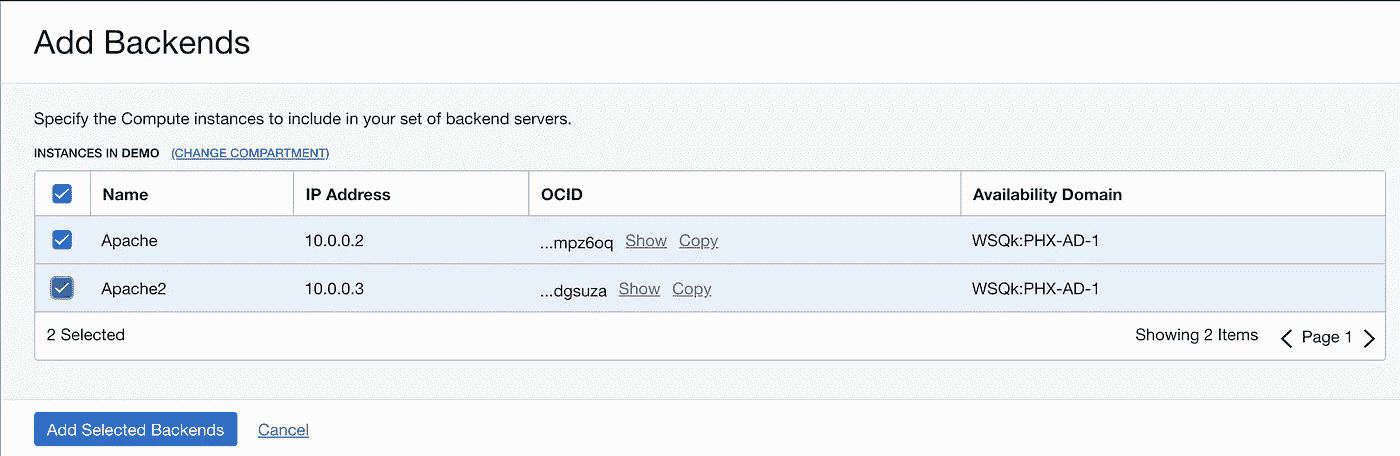 Add Backends
Specify the Compute instances to include in your set of backend servers.
INSTANCES IN DEMO (CHANGE COMPARTMENT)
Name IP Address OCID Availability Domain
Apache 10.0.0.2 ...mpz6oq Show Copy WSQk:PHX-AD-1
Apache2 10.0.0.3 ...dgsuza Show Copy WSQk:PHX-AD-1
2 Selected Showing 2 Items Page 1
Add Selected Backends Cancel